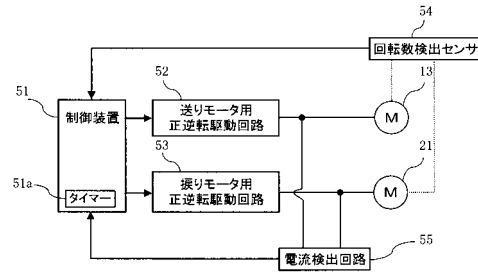 54
回転数検出センサ
51
52
13
制御装置
送りモータ用
正逆転駆動回路
M
53
21
51a
タイマー
捩りモータ用
正逆転駆動回路
M
電流検出回路
55